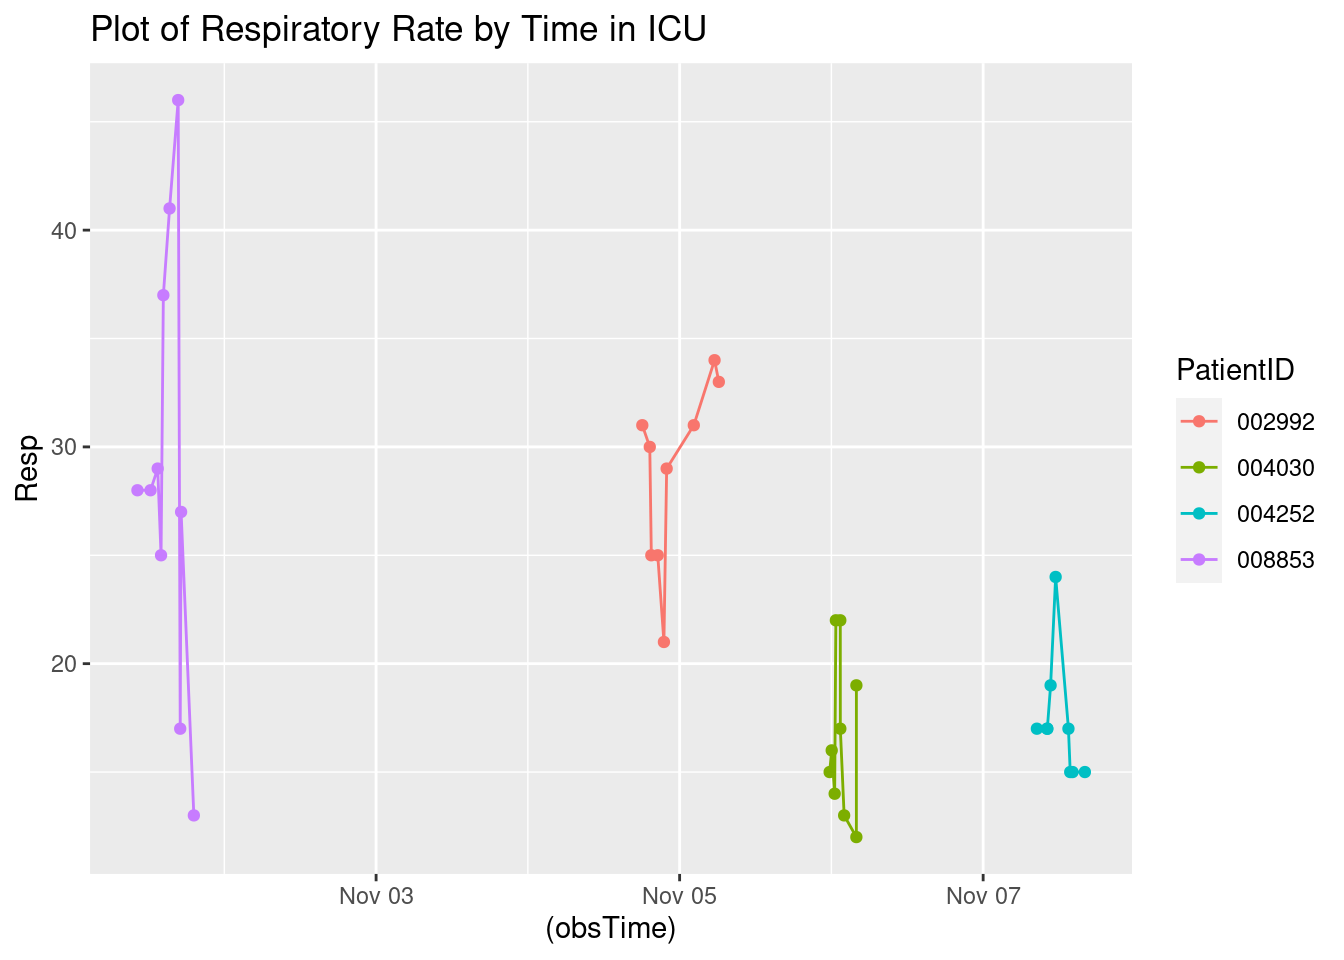 Plot of Respiratory Rate by Time in ICU
Resp
40
30
20
Nov 03
Nov 05
Nov 07
(obsTime)
PatientID
002992
004030
004252
008853